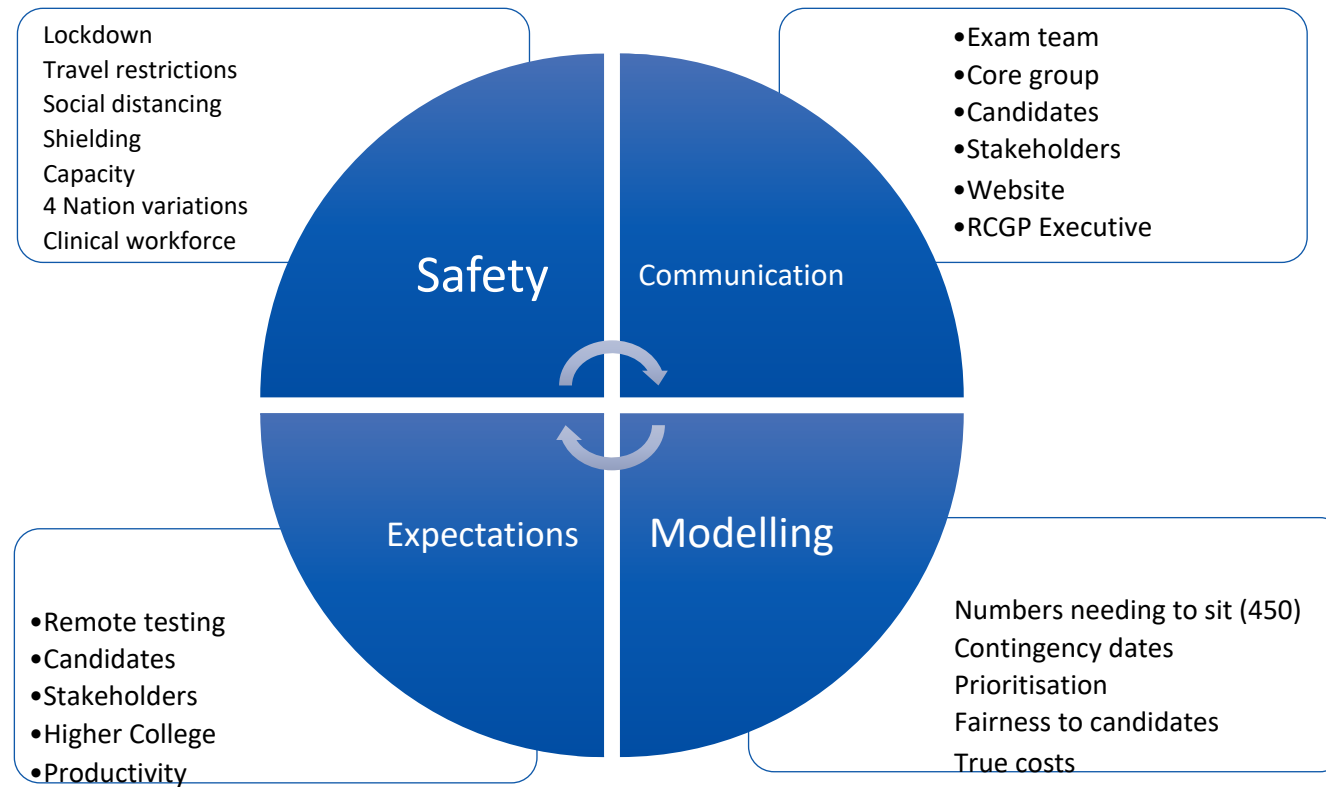 Lockdown
Travel restrictions
Social distancing
Shielding
Capacity
4 Nation variations
Clinical workforce
•Exam team
•Core group
•Candidates
•Stakeholders
•Website
•RCGP Executive
Safety
Communication
Expectations
Modelling
•Remote testing
•Candidates
•Stakeholders
•Higher College
•Productivity
Numbers needing to sit (450)
Contingency dates
Prioritisation
Fairness to candidates
True costs